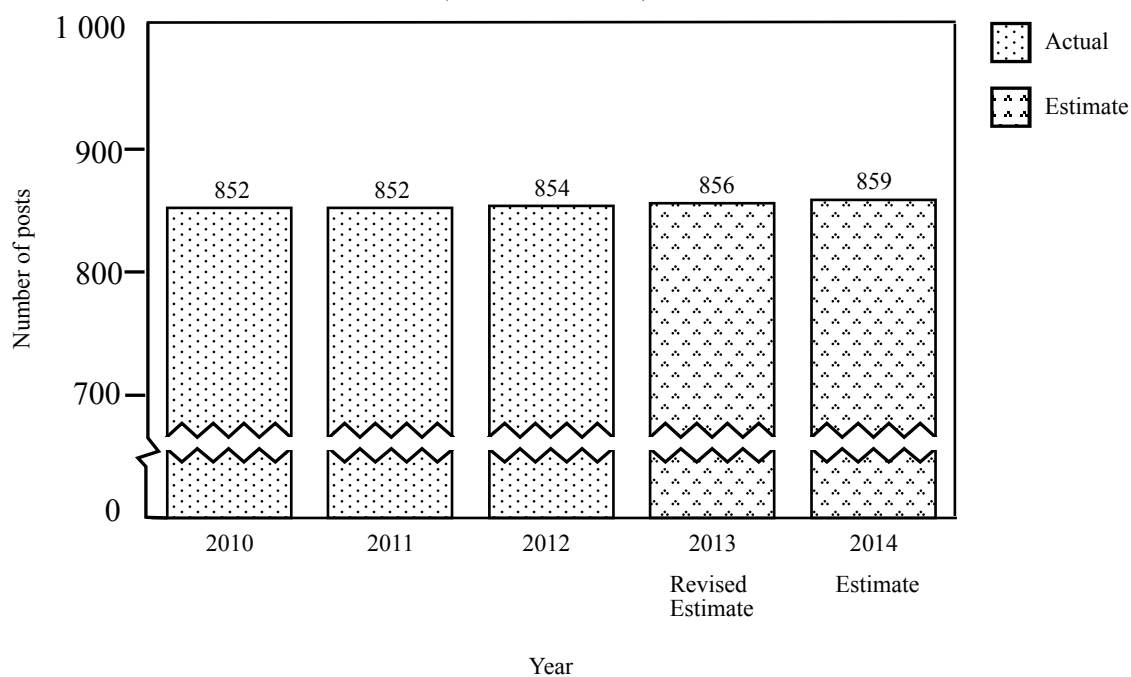 1 000
900
800
700
0
Number of posts
852
852
854
856
859
2010
2011
2012
2013
2014
Revised
Estimate
Estimate
Year
Actual
Estimate